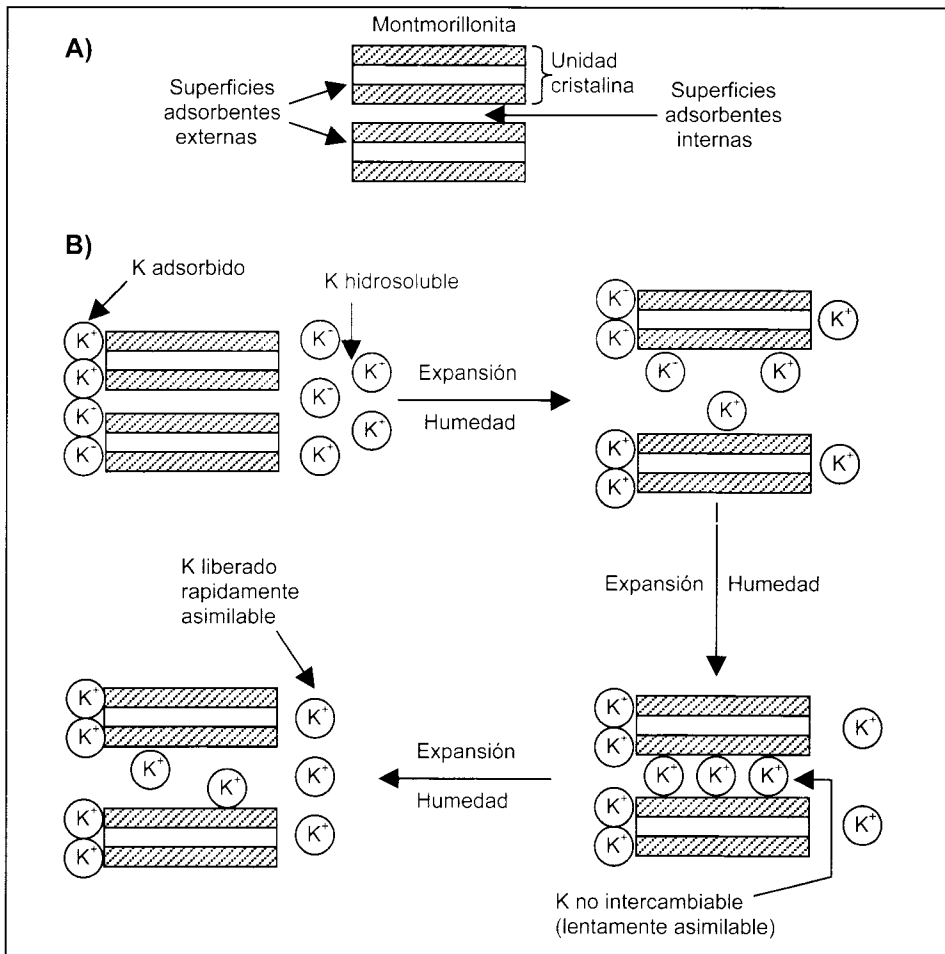 A)
Montmorillonita
Unidad
cristalina
Superficies
adsorbentes
externas
Superficies
adsorbentes
internas
B)
K adsorbido
K hidrosoluble
K⁺
K⁺
K⁻
K⁻
K⁻
K⁻
K⁻
K⁺
K⁺
Expansión
Humedad
K⁻
K⁺
K⁺
K⁻
K⁺
K⁺
K⁺
K⁺
K⁺
Expansión
Humedad
K liberado
rapidamente
asimilable
K⁺
K⁺
K⁺
K⁺
K⁺
K⁺
K⁺
K⁺
K⁺
Expansión
Humedad
K⁺
K⁺
K⁺
K⁺
K⁺
K⁺
K⁺
K⁺
K⁺
K no intercambiable
(lentamente asimilable)